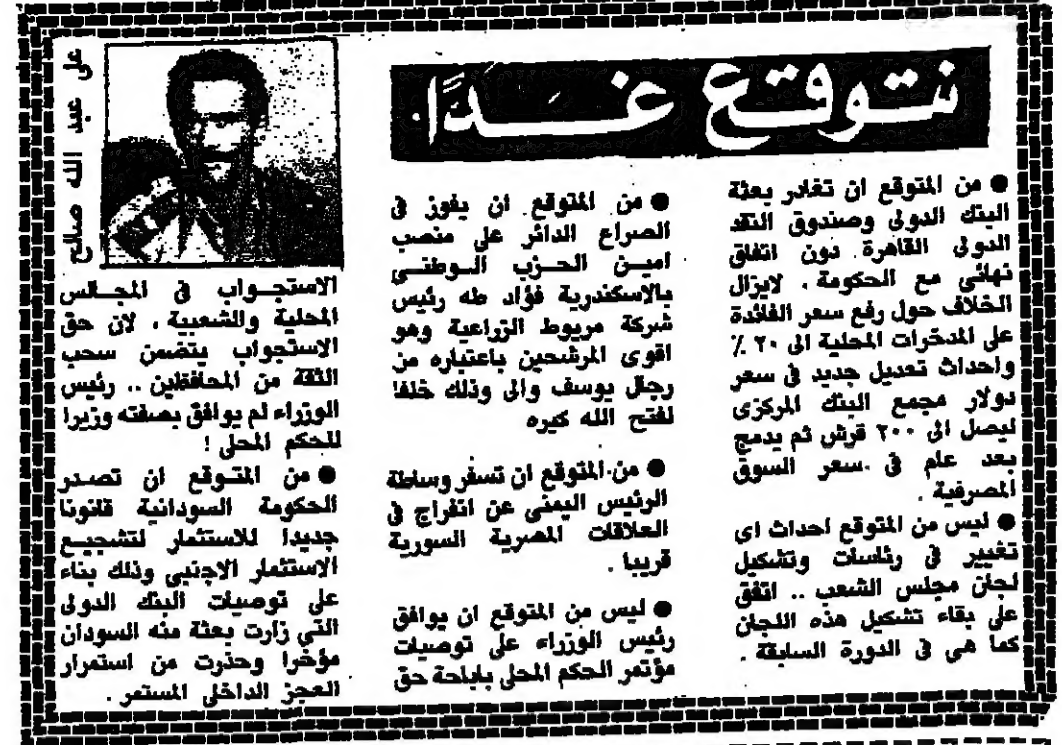 نتوقع غدًا
● من المتوقع ان تغادر بعثة
البنك الدولى وصندوق النقد
الدولى القاهرة دون اتفاق
نهائى مع الحكومة . لايزال
الخلاف حول رفع سعر الفائدة
على المدخرات المحلية الى ٢٠ ٪
واحداث تعديل جديد فى سعر
دولار مجمع البنك المركزى
ليصل الى ٢٠٠ قرش ثم يدمج
بعد عام فى سعر السوق
المصرفية .
● ليس من المتوقع احداث اى
تغيير فى رئاسات وتشكيل
لجان مجلس الشعب .. اتفق
على بقاء تشكيل هذه اللجان
كما هى فى الدورة السابقة .
● من المتوقع ان يفوز فى
الصراع الدائر على منصب
امين الحزب الوطنى
بالاسكندرية فؤاد طه رئيس
شركة مريوط الزراعية وهو
اقوى المرشحين باعتباره من
رجال يوسف والى وذلك خلفا
لفتح الله كيره
● من المتوقع ان تسفر وساطة
الرئيس اليمنى عن انفراج فى
العلاقات المصرية السورية
قريبا .
● ليس من المتوقع ان يوافق
رئيس الوزراء على توصيات
مؤتمر الحكم المحلى باباحة حق
على عبد الله صالح
الاستجواب فى المجالس
المحلية والشعبية ، لان حق
الاستجواب يتضمن سحب
الثقة من المحافظين .. رئيس
الوزراء لم يوافق بصفته وزيرا
للحكم المحلى !
● من المتوقع ان تصدر
الحكومة السودانية قانونا
جديدا للاستثمار لتشجيع
الاستثمار الاجنبى وذلك بناء
على توصيات البنك الدولى
التي زارت بعثة منه السودان
مؤخرا وحذرت من استمرار
العجز الداخلى المستمر .